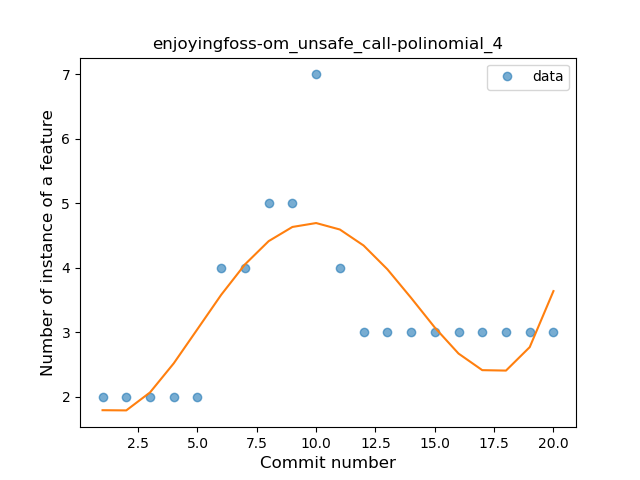 enjoyingfoss-om_unsafe_call-polinomial_4
data
Number of instance of a feature
7
6
5
4
3
2
2.5 5.0 7.5 10.0 12.5 15.0 17.5 20.0
Commit number